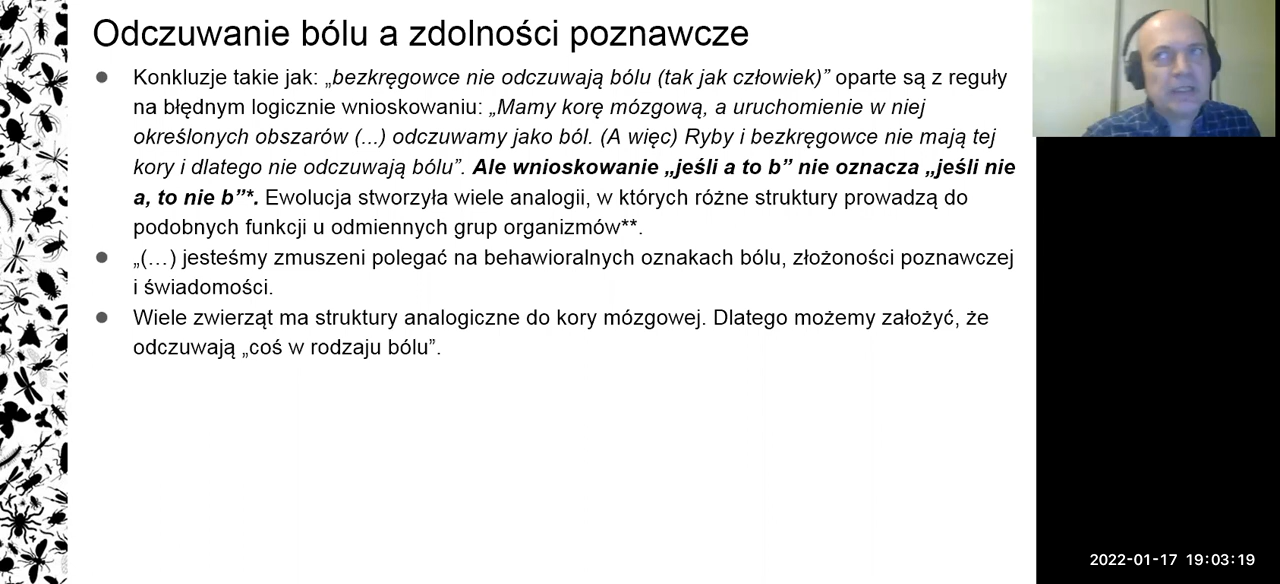 Odczuwanie bólu a zdolności poznawcze
● Konkluzje takie jak: „bezkręgowce nie odczuwają bólu (tak jak człowiek)” oparte są z reguły
na błędnym logicznie wnioskowaniu: „Mamy korę mózgową, a uruchomienie w niej
określonych obszarów (...) odczuwamy jako ból. (A więc) Ryby i bezkręgowce nie mają tej
kory i dlatego nie odczuwają bólu”. Ale wnioskowanie „jeśli a to b” nie oznacza „jeśli nie
a, to nie b”*. Ewolucja stworzyła wiele analogii, w których różne struktury prowadzą do
podobnych funkcji u odmiennych grup organizmów**.
● „(…) jesteśmy zmuszeni polegać na behawioralnych oznakach bólu, złożoności poznawczej
i świadomości.
● Wiele zwierząt ma struktury analogiczne do kory mózgowej. Dlatego możemy założyć, że
odczuwają „coś w rodzaju bólu”.
2022-01-17 19:03:19